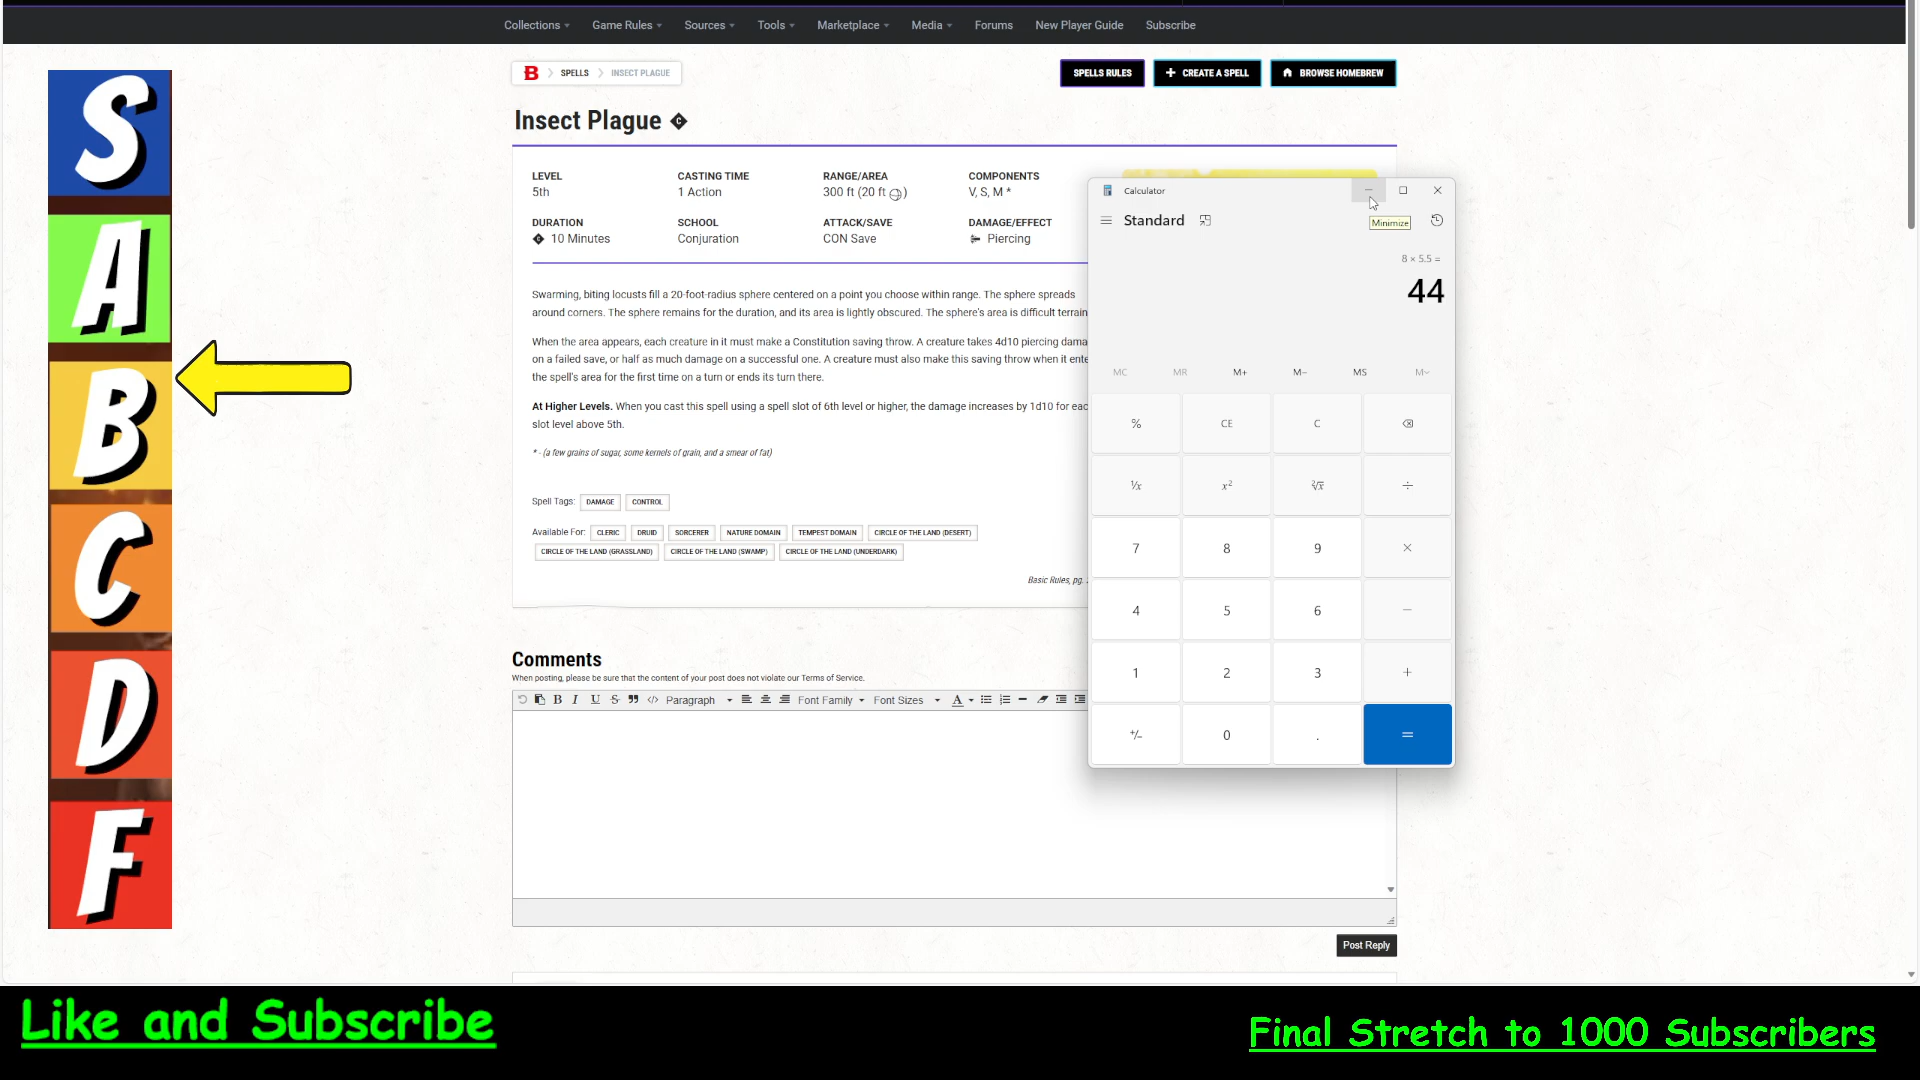 Collections
Game Rules
Sources
Tools
Marketplace
Media
Forums
New Player Guide
Subscribe
B
SPELLS
INSECT PLAGUE
SPELLS RULES
CREATE A SPELL
BROWSE HOMEBREW
Insect Plague
LEVEL
5th
CASTING TIME
1 Action
RANGE/AREA
300 ft (20 ft )
COMPONENTS
V, S, M *
DURATION
10 Minutes
SCHOOL
Conjuration
ATTACK/SAVE
CON Save
DAMAGE/EFFECT
Piercing
Swarming, biting locusts fill a 20-foot-radius sphere centered on a point you choose within range. The sphere spreads
around corners. The sphere remains for the duration, and its area is lightly obscured. The sphere's area is difficult terrain
When the area appears, each creature in it must make a Constitution saving throw. A creature takes 4d10 piercing dama
on a failed save, or half as much damage on a successful one. A creature must also make this saving throw when it ente
the spell's area for the first time on a turn or ends its turn there.
At Higher Levels. When you cast this spell using a spell slot of 6th level or higher, the damage increases by 1d10 for eac
slot level above 5th.
* - (a few grains of sugar, some kernels of grain, and a smear of fat)
Spell Tags: DAMAGE CONTROL
Available For: CLERIC DRUID SORCERER NATURE DOMAIN TEMPEST DOMAIN CIRCLE OF THE LAND (DESERT)
CIRCLE OF THE LAND (GRASSLAND) CIRCLE OF THE LAND (SWAMP) CIRCLE OF THE LAND (UNDERDARK)
Basic Rules, pg.
Comments
When posting, please be sure that the content of your post does not violate our Terms of Service.
B I U S Paragraph Font Family Font Sizes A
Post Reply
Calculator
Minimize
Standard
8 × 5.5 =
44
MC MR M+ M− MS M
% CE C
1/x x² ²√x ÷
7 8 9 ×
4 5 6 −
1 2 3 +
+/− 0 . =
S
A
B
C
D
F
Like and Subscribe
Final Stretch to 1000 Subscribers